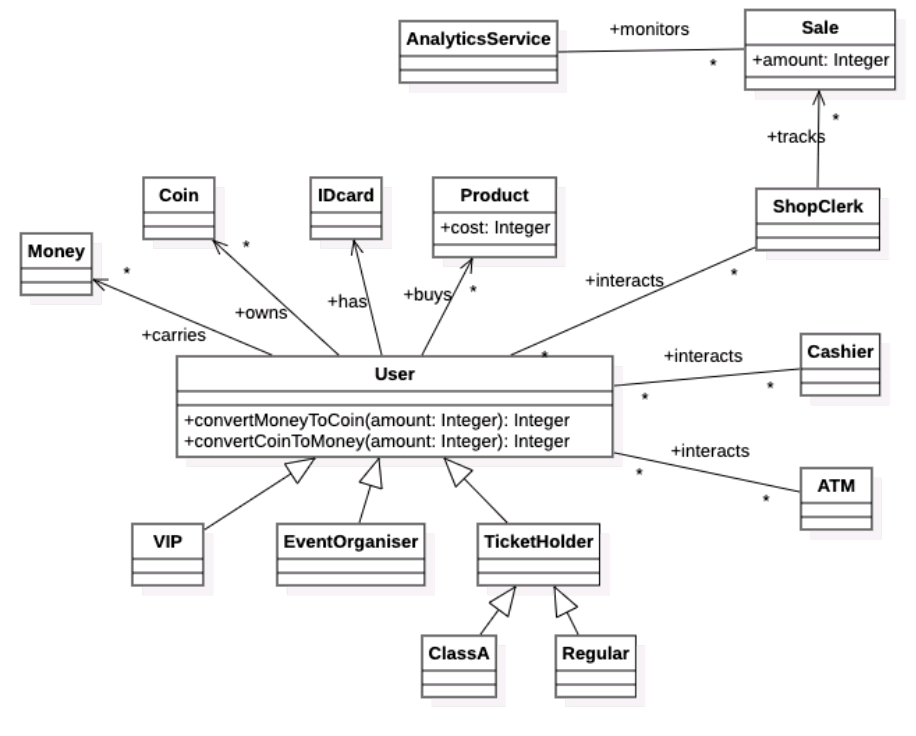 AnalyticsService
+monitors
*
Sale
+amount: Integer
*
+tracks
Coin
IDcard
Product
+cost: Integer
ShopClerk
Money
*
*
+owns
+has
+buys
*
+interacts
*
+carries
*
User
+convertMoneyToCoin(amount: Integer): Integer
+convertCoinToMoney(amount: Integer): Integer
+interacts
*
*
Cashier
+interacts
*
*
ATM
VIP
EventOrganiser
TicketHolder
ClassA
Regular